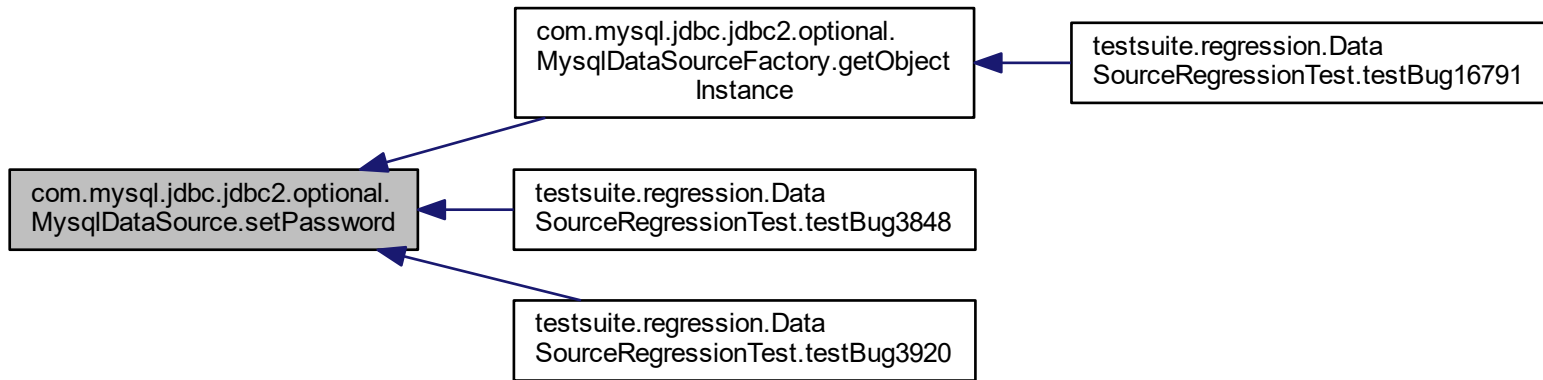 com.mysql.jdbc.jdbc2.optional.
MysqlDataSourceFactory.getObject
Instance
testsuite.regression.Data
SourceRegressionTest.testBug16791
com.mysql.jdbc.jdbc2.optional.
MysqlDataSource.setPassword
testsuite.regression.Data
SourceRegressionTest.testBug3848
testsuite.regression.Data
SourceRegressionTest.testBug3920